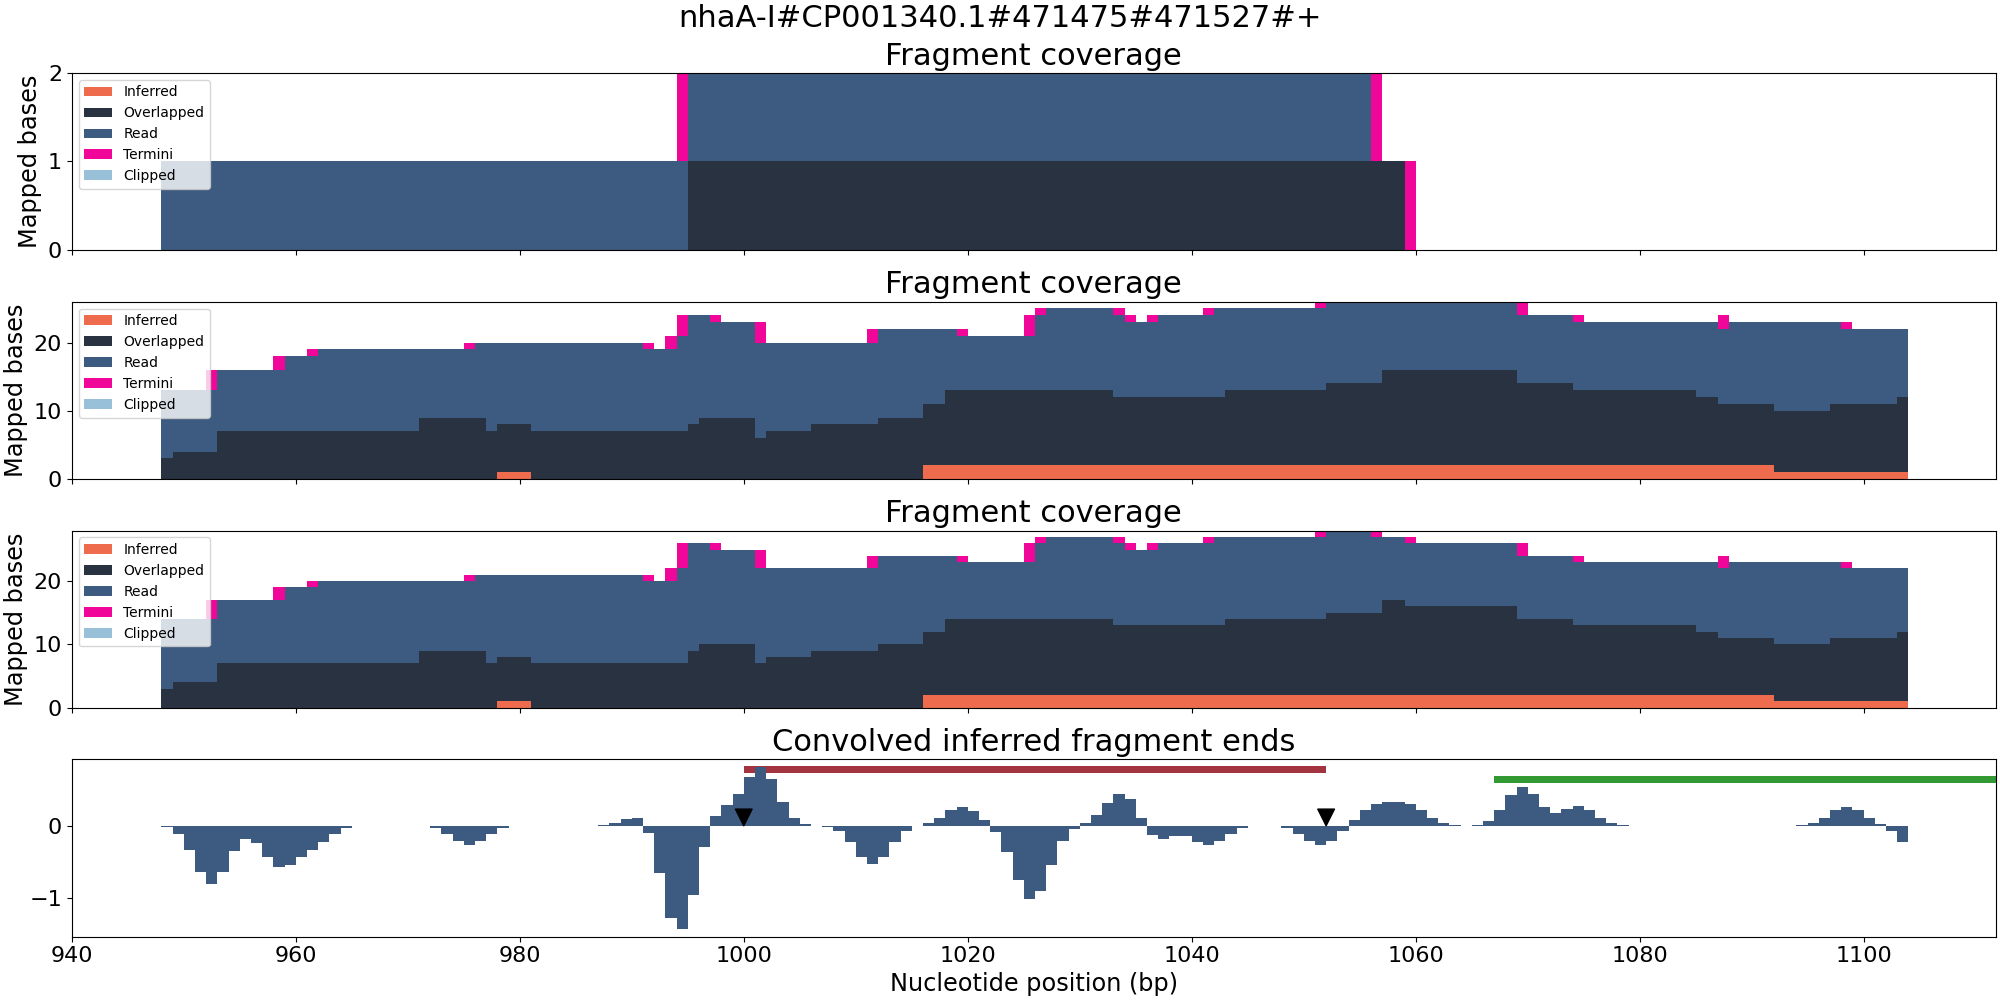 nhaA-I#CP001340.1#471475#471527#+
Fragment coverage
Mapped bases
2
1
0
Inferred
Overlapped
Read
Termini
Clipped
Fragment coverage
Mapped bases
20
10
0
Inferred
Overlapped
Read
Termini
Clipped
Fragment coverage
Mapped bases
20
10
0
Inferred
Overlapped
Read
Termini
Clipped
Convolved inferred fragment ends
0
−1
940 960 980 1000 1020 1040 1060 1080 1100
Nucleotide position (bp)